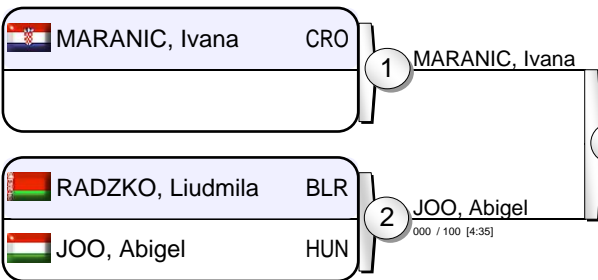 MARANIC, Ivana CRO
1
MARANIC, Ivana
RADZKO, Liudmila BLR
JOO, Abigel HUN
2
JOO, Abigel
000 / 100 [4:35]